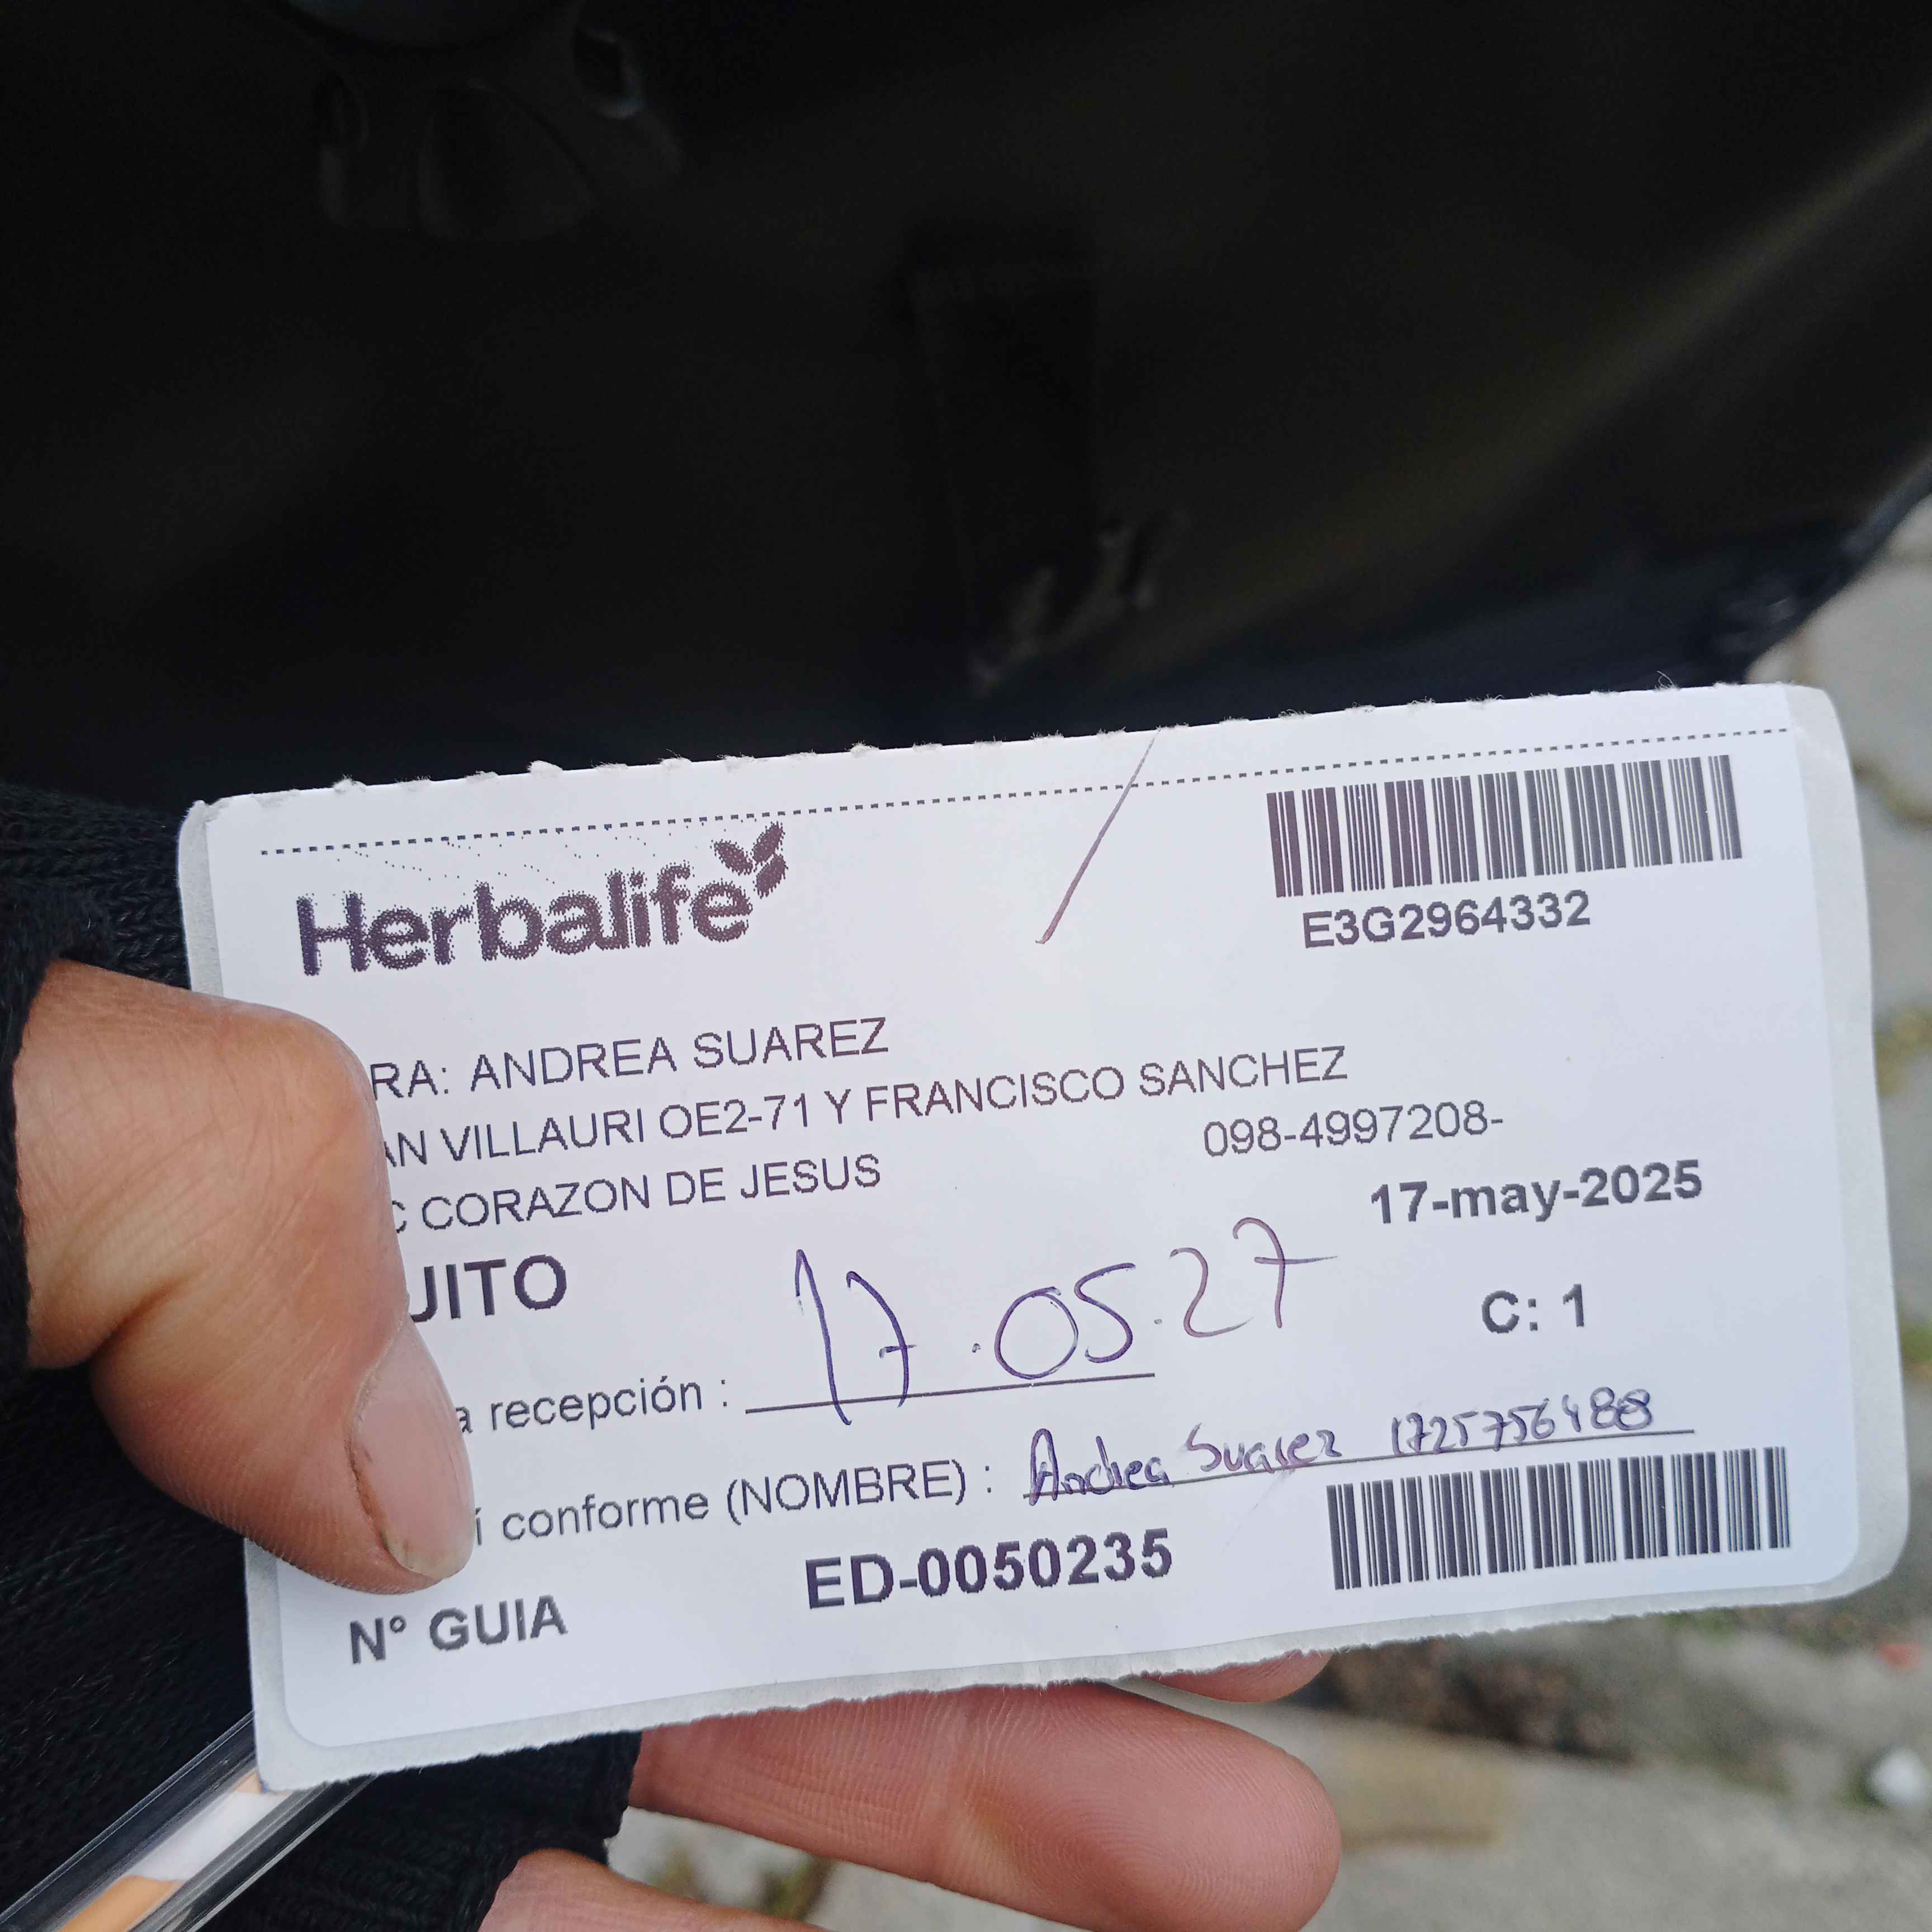 Herbalife
E3G2964332
RA: ANDREA SUAREZ
AN VILLAURI OE2-71 Y FRANCISCO SANCHEZ
098-4997208-
C CORAZON DE JESUS
17-may-2025
UITO
17.05.27
C: 1
a recepción :
í conforme (NOMBRE) : Andrea Suarez 1725756488
N° GUIA ED-0050235